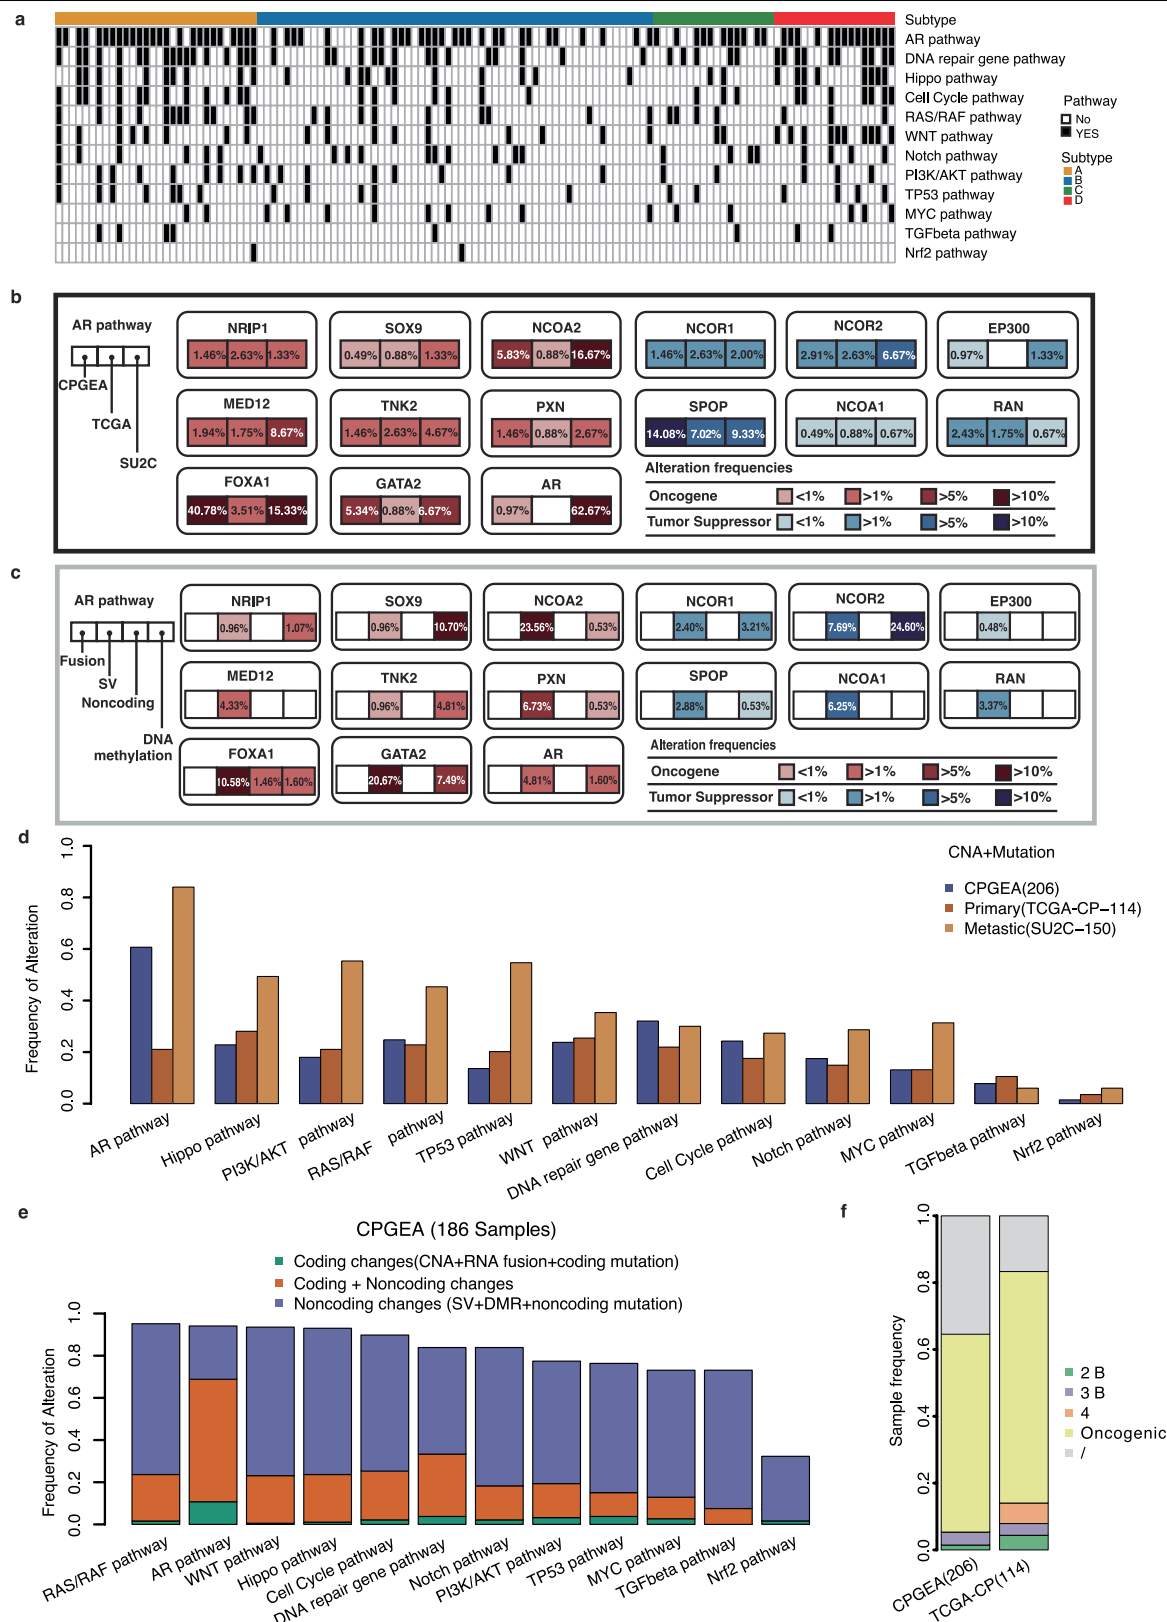 a
Subtype
AR pathway
DNA repair gene pathway
Hippo pathway
Cell Cycle pathway
RAS/RAF pathway
WNT pathway
Notch pathway
PI3K/AKT pathway
TP53 pathway
MYC pathway
TGFbeta pathway
Nrf2 pathway
Pathway
No
YES
Subtype
A
B
C
D
b
AR pathway
CPGEA
TCGA
SU2C
NRIP1
1.46% 2.63% 1.33%
SOX9
0.49% 0.88% 1.33%
NCOA2
5.83% 0.88% 16.67%
NCOR1
1.46% 2.63% 2.00%
NCOR2
2.91% 2.63% 6.67%
EP300
0.97% 1.33%
MED12
1.94% 1.75% 8.67%
TNK2
1.46% 2.63% 4.67%
PXN
1.46% 0.88% 2.67%
SPOP
14.08% 7.02% 9.33%
NCOA1
0.49% 0.88% 0.67%
RAN
2.43% 1.75% 0.67%
FOXA1
40.78% 3.51% 15.33%
GATA2
5.34% 0.88% 6.67%
AR
0.97% 62.67%
Alteration frequencies
Oncogene <1% >1% >5% >10%
Tumor Suppressor <1% >1% >5% >10%
c
AR pathway
Fusion
SV
Noncoding
DNA
methylation
NRIP1
0.96% 1.07%
SOX9
0.96% 10.70%
NCOA2
23.56% 0.53%
NCOR1
2.40% 3.21%
NCOR2
7.69% 24.60%
EP300
0.48%
MED12
4.33%
TNK2
0.96% 4.81%
PXN
6.73% 0.53%
SPOP
2.88% 0.53%
NCOA1
6.25%
RAN
3.37%
FOXA1
10.58% 1.46% 1.60%
GATA2
20.67% 7.49%
AR
4.81% 1.60%
Alteration frequencies
Oncogene <1% >1% >5% >10%
Tumor Suppressor <1% >1% >5% >10%
d
CNA+Mutation
CPGEA(206)
Primary(TCGA-CP-114)
Metastic(SU2C-150)
Frequency of Alteration
1.0
0.8
0.6
0.4
0.2
0.0
AR pathway
Hippo pathway
PI3K/AKT pathway
RAS/RAF pathway
TP53 pathway
WNT pathway
DNA repair gene pathway
Cell Cycle pathway
Notch pathway
MYC pathway
TGFbeta pathway
Nrf2 pathway
e
CPGEA (186 Samples)
Coding changes(CNA+RNA fusion+coding mutation)
Coding + Noncoding changes
Noncoding changes (SV+DMR+noncoding mutation)
Frequency of Alteration
1.0
0.8
0.6
0.4
0.2
0.0
RAS/RAF pathway
AR pathway
WNT pathway
Hippo pathway
Cell Cycle pathway
DNA repair gene pathway
Notch pathway
PI3K/AKT pathway
TP53 pathway
MYC pathway
TGFbeta pathway
Nrf2 pathway
f
Sample frequency
1.0
0.8
0.6
0.4
0.2
0.0
CPGEA(206)
TCGA-CP(114)
2 B
3 B
4
Oncogenic
/